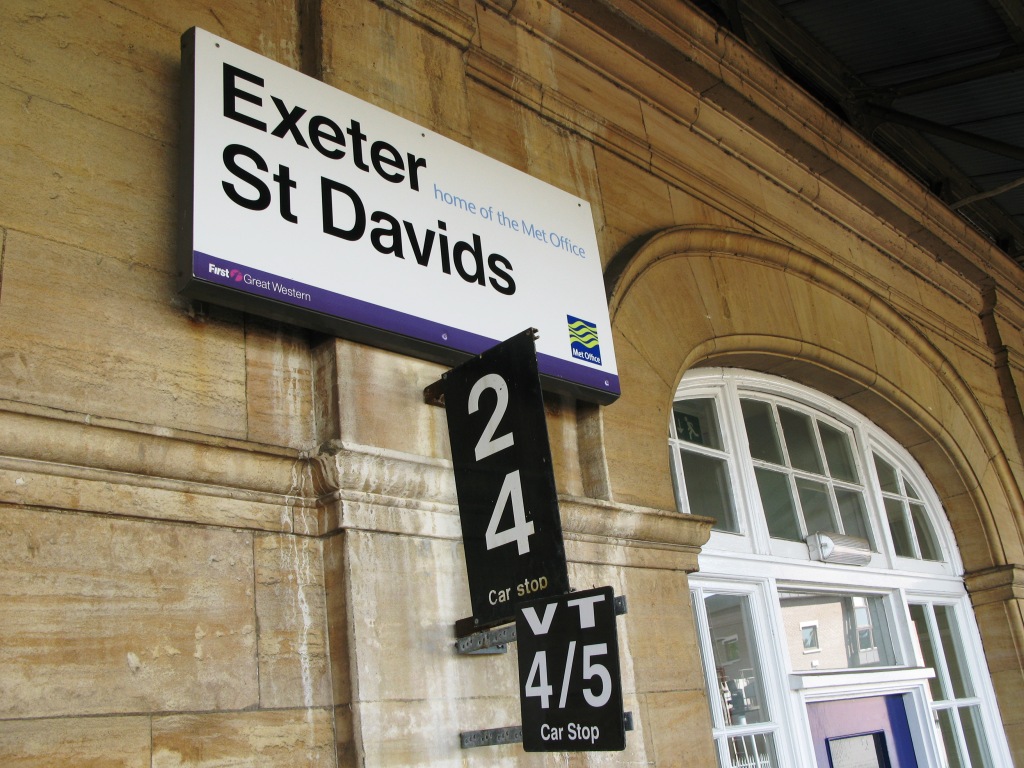 Exeter
home of the Met Office
St Davids
First Great Western
Met Office
2
4
Car stop
VT
4/5
Car Stop